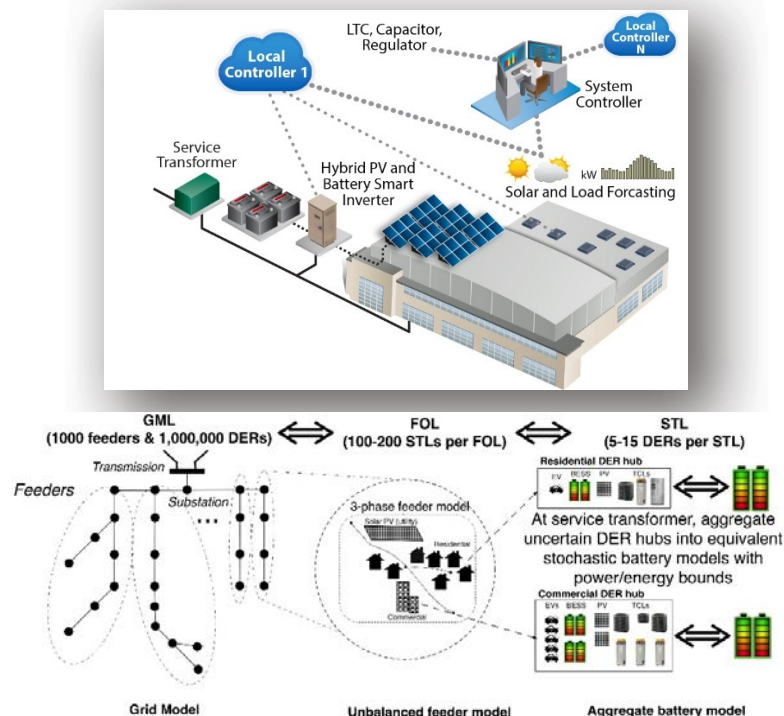 LTC, Capacitor,
Regulator
Local
Controller
N
Local
Controller 1
System
Controller
Service
Transformer
Hybrid PV and
Battery Smart
Inverter
kW
Solar and Load Forcasting
GML
(1000 feeders & 1,000,000 DERs)
FOL
(100-200 STLs per FOL)
STL
(5-15 DERs per STL)
Transmission
Feeders
Substation
3-phase feeder model
Solar PV (utility)
Residential
Commercial
Residential DER hub
EV BESS PV TCLs
At service transformer, aggregate
uncertain DER hubs into equivalent
stochastic battery models with
power/energy bounds
Commercial DER hub
EVs BESS PV TCLs
Grid Model
Unbalanced feeder model
Aggregate battery model